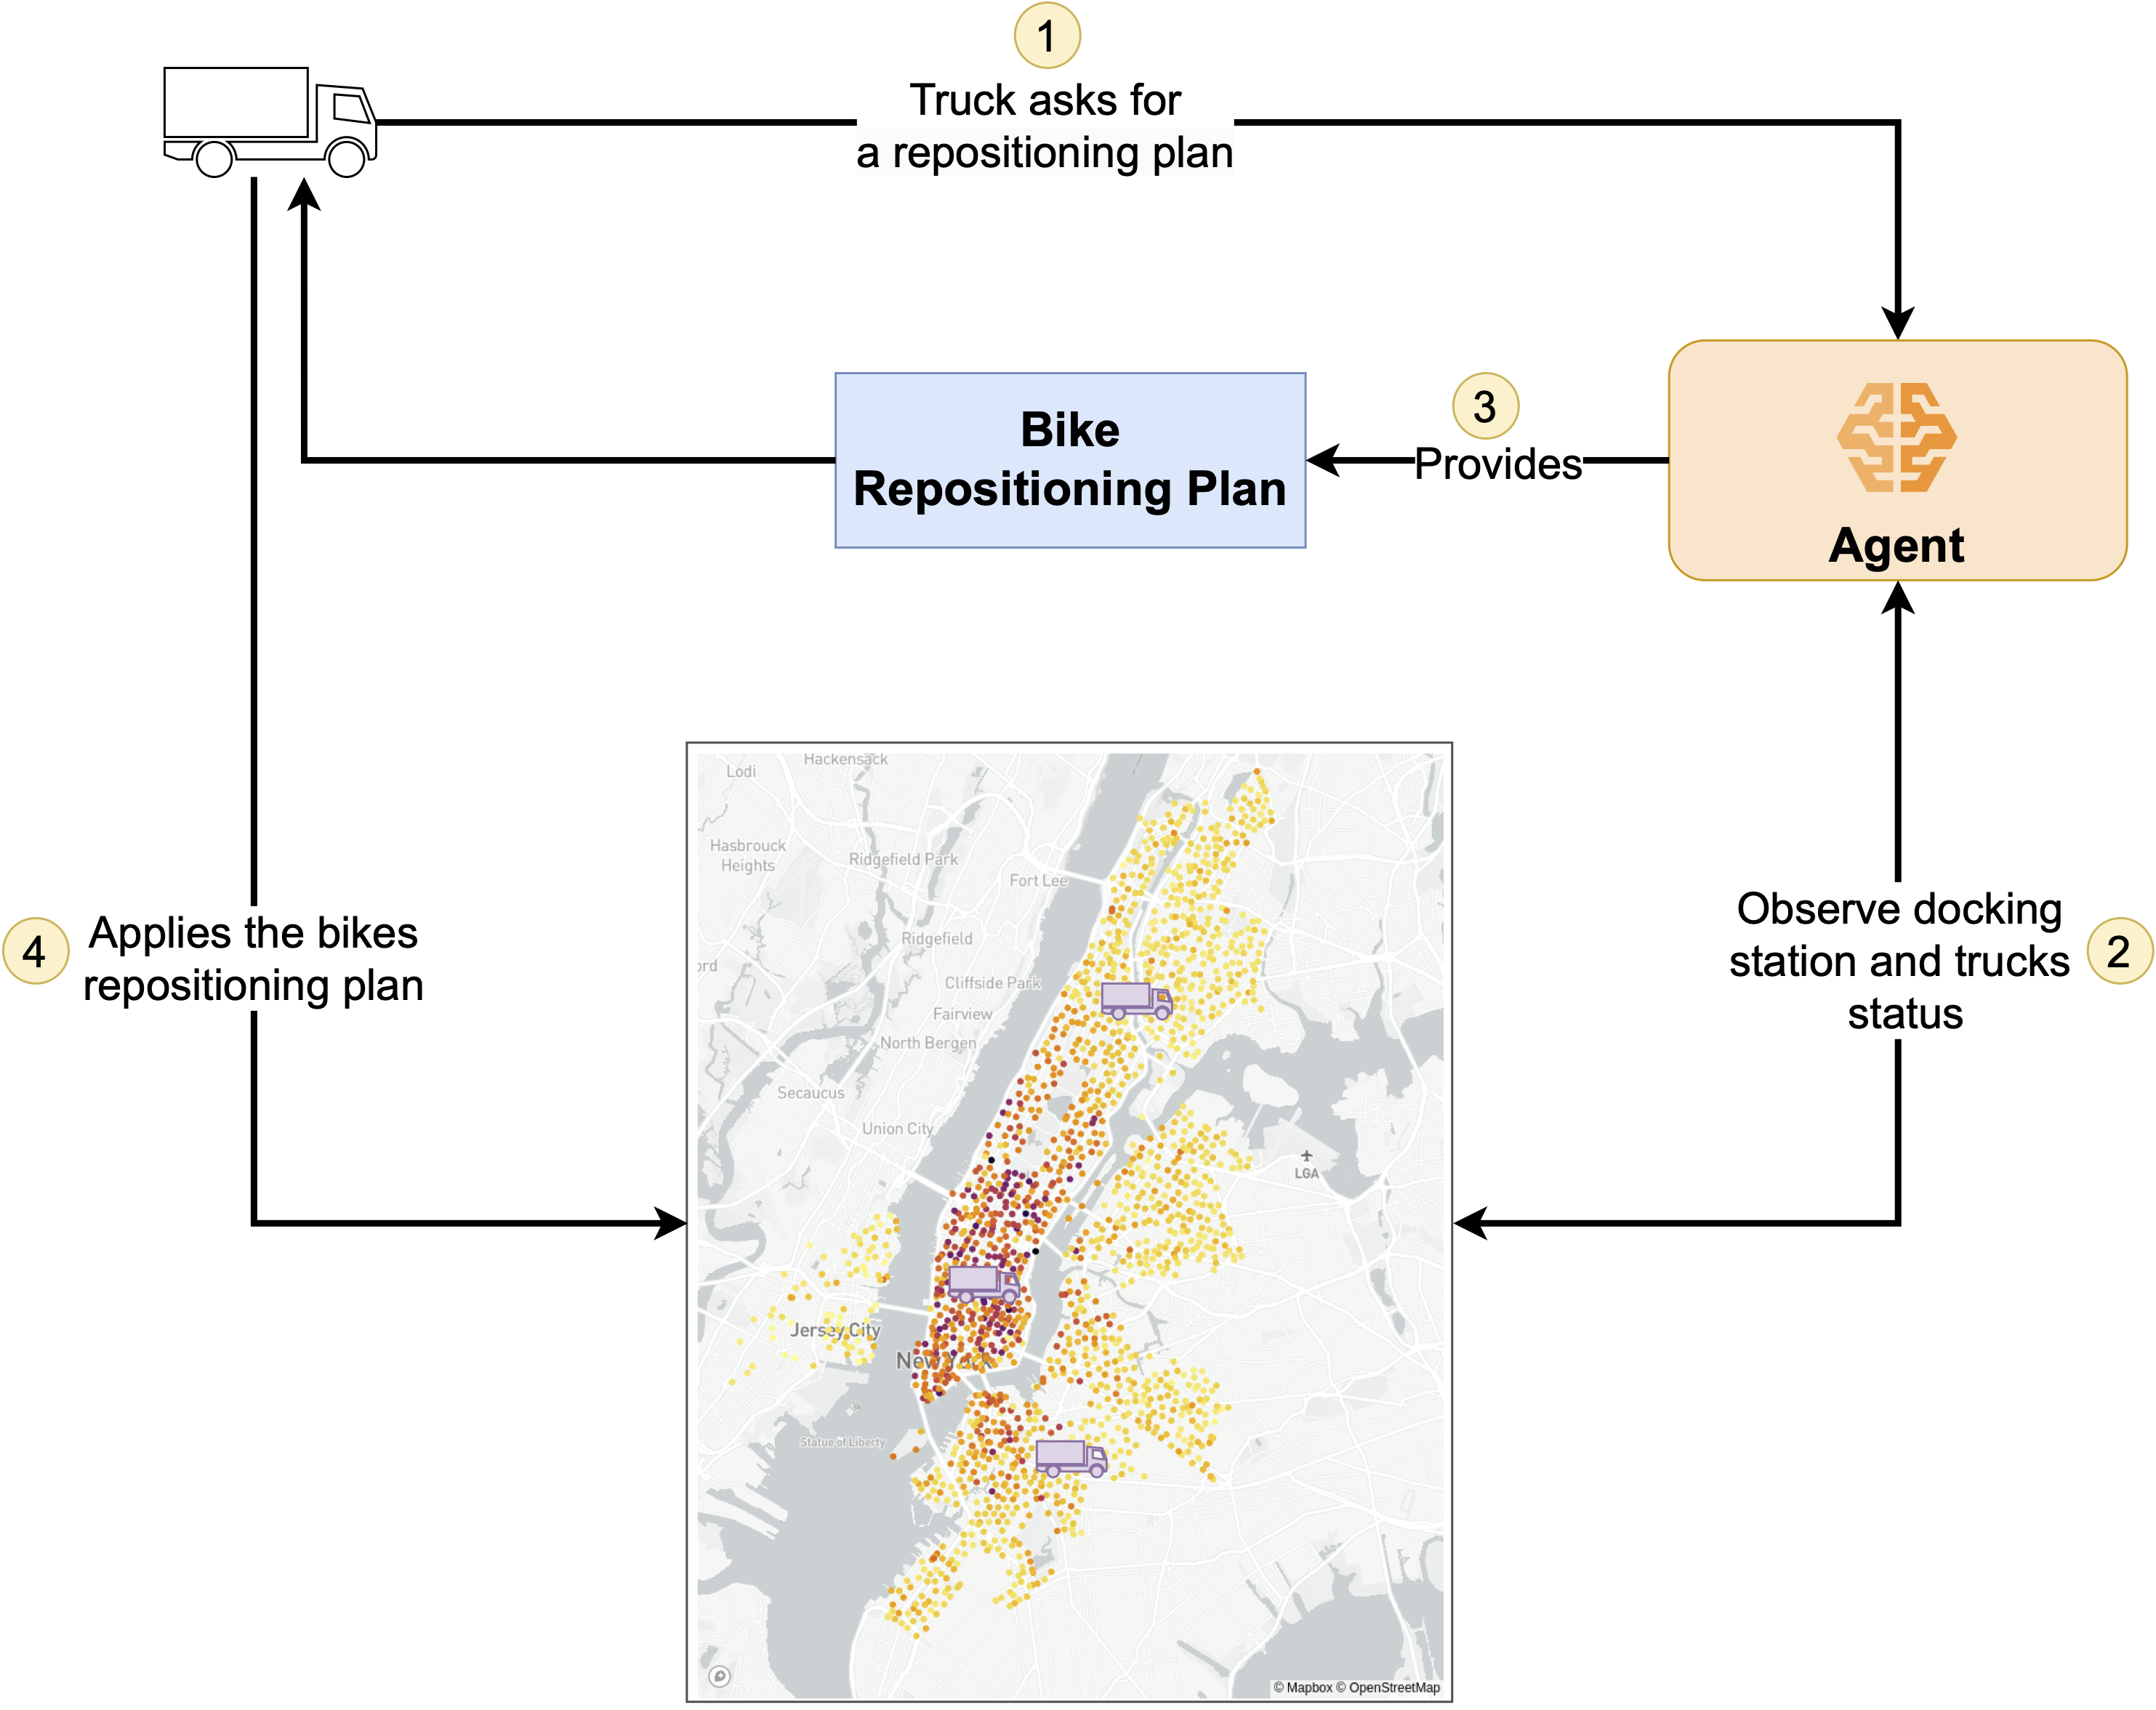 1
Truck asks for
a repositioning plan
Bike
Repositioning Plan
3
Provides
Agent
4
Applies the bikes
repositioning plan
Observe docking
station and trucks
status
2
Hackensack
Lodi
Hasbrouck
Heights
Ridgefield Park
Fort Lee
Ridgefield
ord
Cliffside Park
Fairview
North Bergen
Secaucus
Union City
LGA
Jersey City
New York
Statue of Liberty
© Mapbox © OpenStreetMap